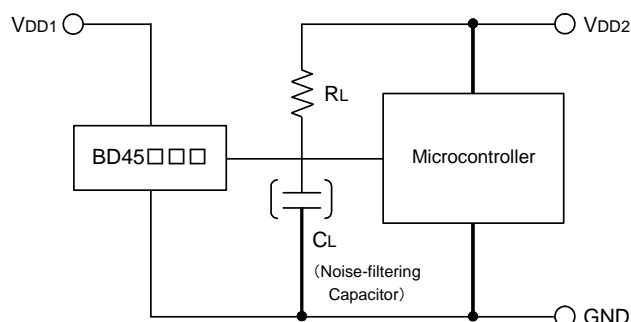 VDD1
VDD2
RL
BD45□□□
Microcontroller
CL
（Noise-filtering
Capacitor）
GND